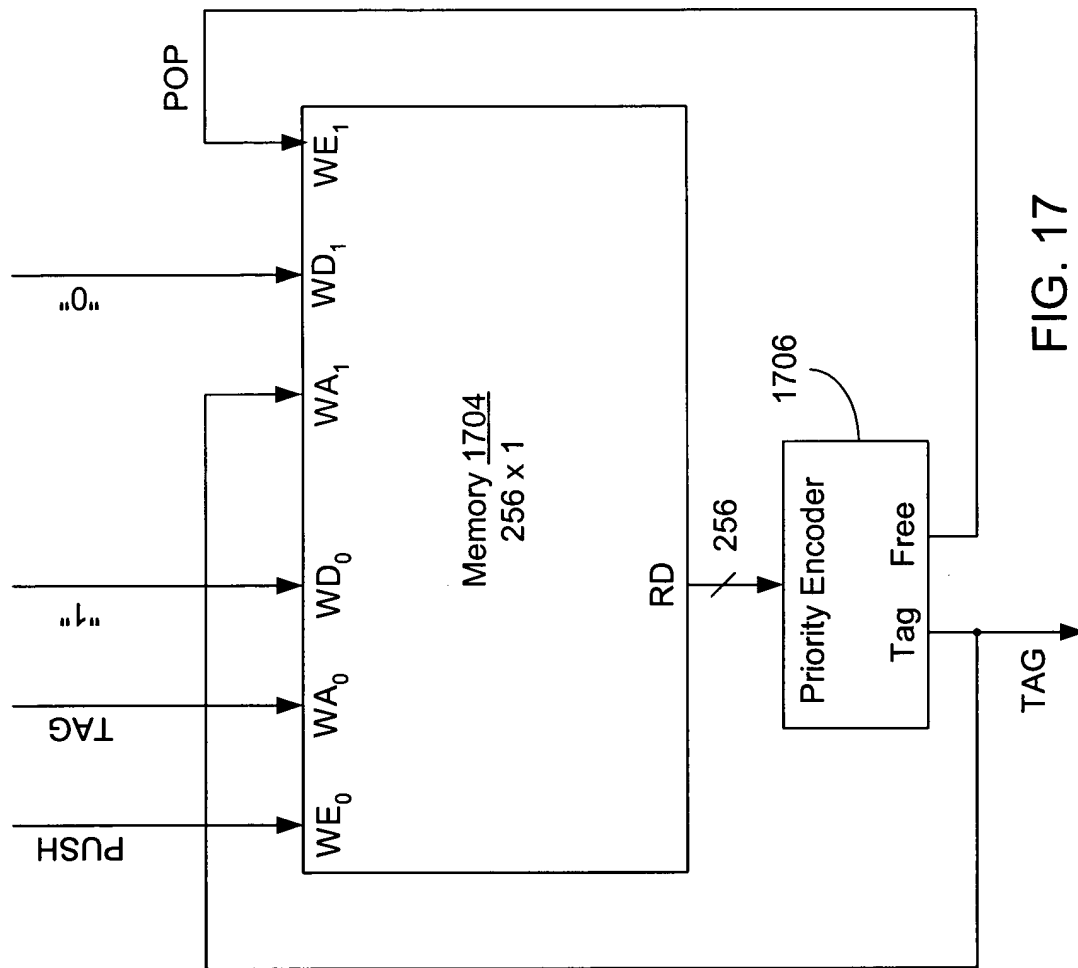 PUSH
TAG
"1"
"0"
POP
WE₀
WA₀
WD₀
WA₁
WD₁
WE₁
Memory 1704
256 x 1
RD
256
1706
Priority Encoder
Tag Free
TAG
FIG. 17